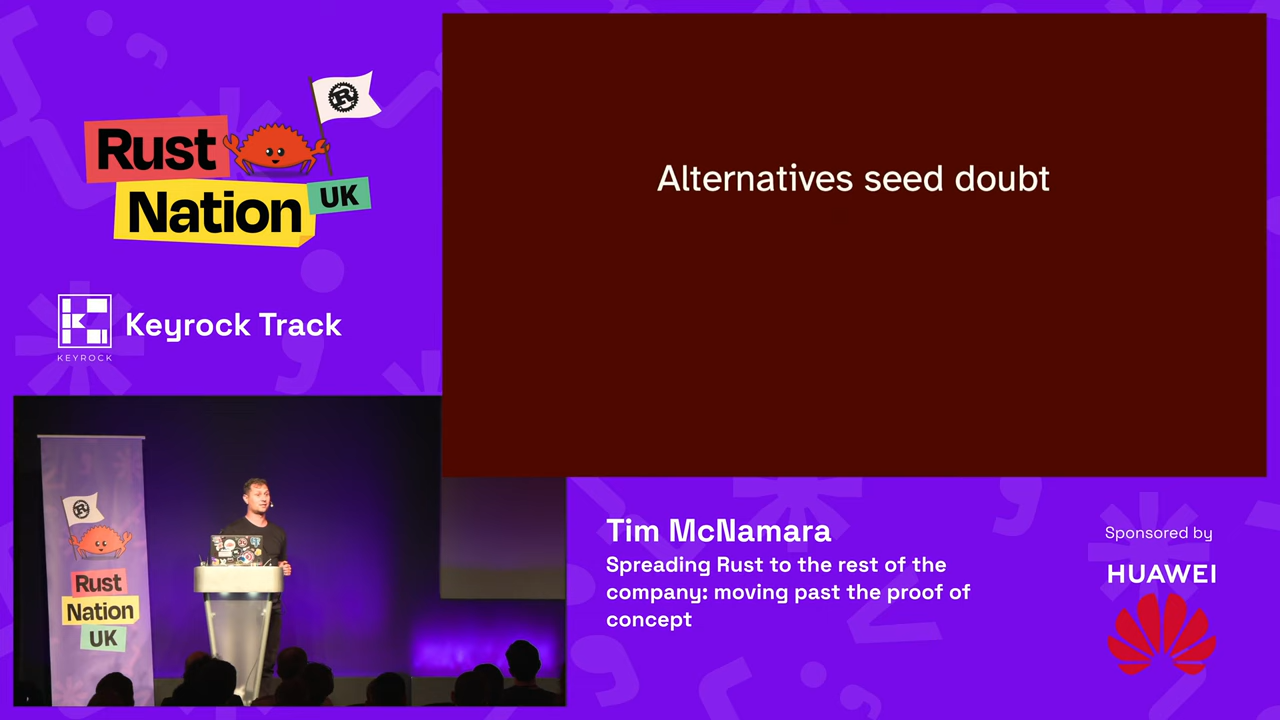 Rust
Nation
UK
KEYROCK
Keyrock Track
Alternatives seed doubt
Rust
Nation
UK
Tim McNamara
Spreading Rust to the rest of the
company: moving past the proof of
concept
Sponsored by
HUAWEI